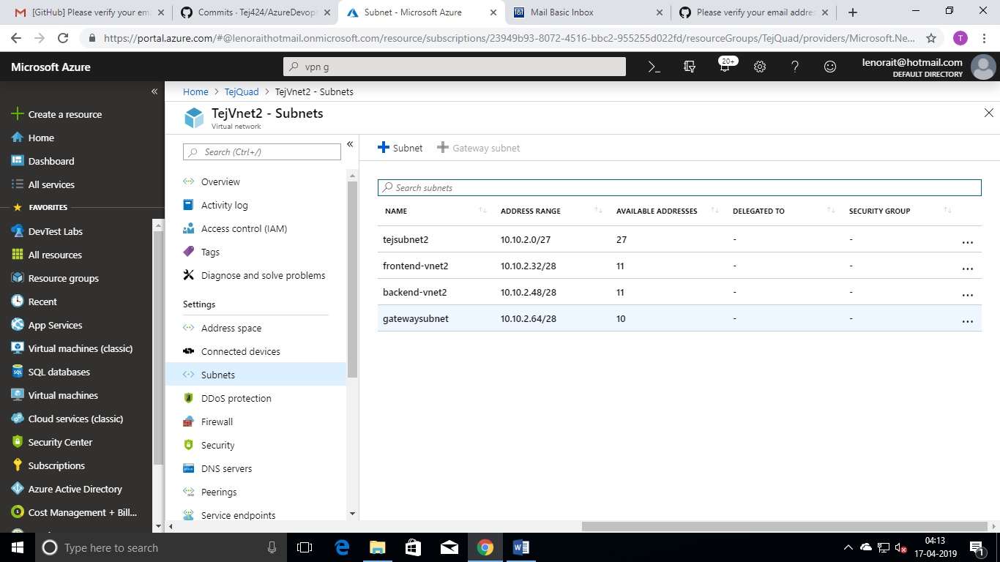 [GitHub] Please verify your ema
Commits · Tej424/AzureDevop
Subnet - Microsoft Azure
Mail Basic Inbox
Please verify your email addre
https://portal.azure.com/#@lenoraithotmail.onmicrosoft.com/resource/subscriptions/23949b93-8072-4516-bbc2-955255d022fd/resourceGroups/TejQuad/providers/Microsoft.Ne...
T
Microsoft Azure
vpn g
20+
lenorait@hotmail.com
DEFAULT DIRECTORY
Create a resource
Home
Dashboard
All services
FAVORITES
DevTest Labs
All resources
Resource groups
Recent
App Services
Virtual machines (classic)
SQL databases
Virtual machines
Cloud services (classic)
Security Center
Subscriptions
Azure Active Directory
Cost Management + Bill...
Home > TejQuad > TejVnet2 - Subnets
TejVnet2 - Subnets
Virtual network
Search (Ctrl+/)
Overview
Activity log
Access control (IAM)
Tags
Diagnose and solve problems
Settings
Address space
Connected devices
Subnets
DDoS protection
Firewall
Security
DNS servers
Peerings
Service endpoints
Subnet
Gateway subnet
Search subnets
NAME ADDRESS RANGE AVAILABLE ADDRESSES DELEGATED TO SECURITY GROUP
tejsubnet2 10.10.2.0/27 27 - - ...
frontend-vnet2 10.10.2.32/28 11 - - ...
backend-vnet2 10.10.2.48/28 11 - - ...
gatewaysubnet 10.10.2.64/28 10 - - ...
Type here to search
04:13
17-04-2019
1